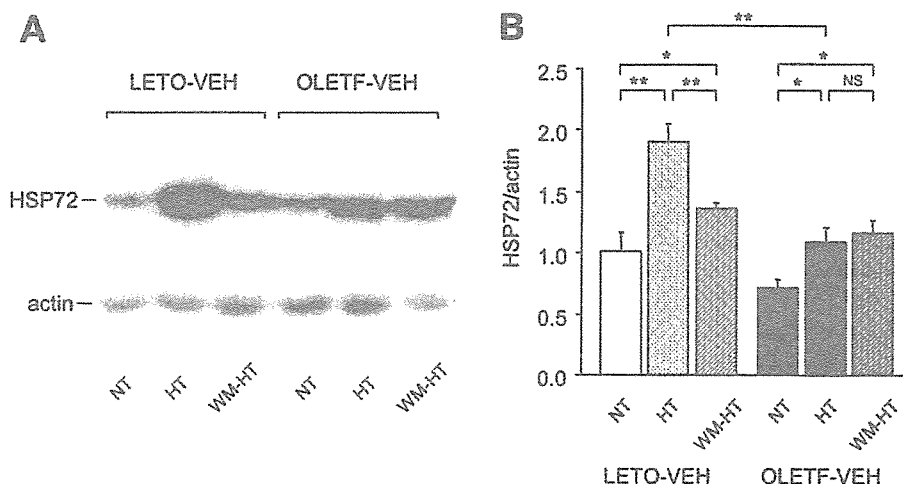 A
LETO-VEH OLETF-VEH
HSP72
actin
NT HT WM-HT NT HT WM-HT
B
**
* *
** ** * NS
2.5
2.0
1.5
1.0
0.5
0.0
HSP72/actin
NT HT WM-HT NT HT WM-HT
LETO-VEH OLETF-VEH